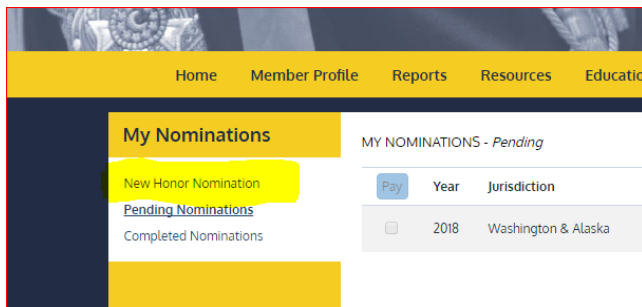 Home Member Profile Reports Resources Educatio
My Nominations
New Honor Nomination
Pending Nominations
Completed Nominations
MY NOMINATIONS - Pending
Pay Year Jurisdiction
2018 Washington & Alaska